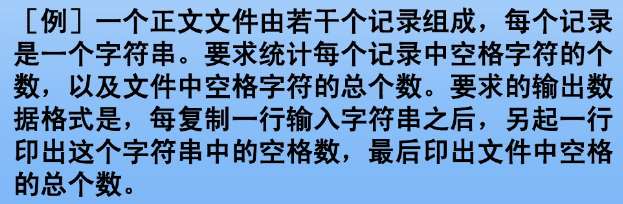 ［例］一个正文文件由若干个记录组成，每个记录
是一个字符串。要求统计每个记录中空格字符的个
数，以及文件中空格字符的总个数。要求的输出数
据格式是，每复制一行输入字符串之后，另起一行
印出这个字符串中的空格数，最后印出文件中空格
的总个数。